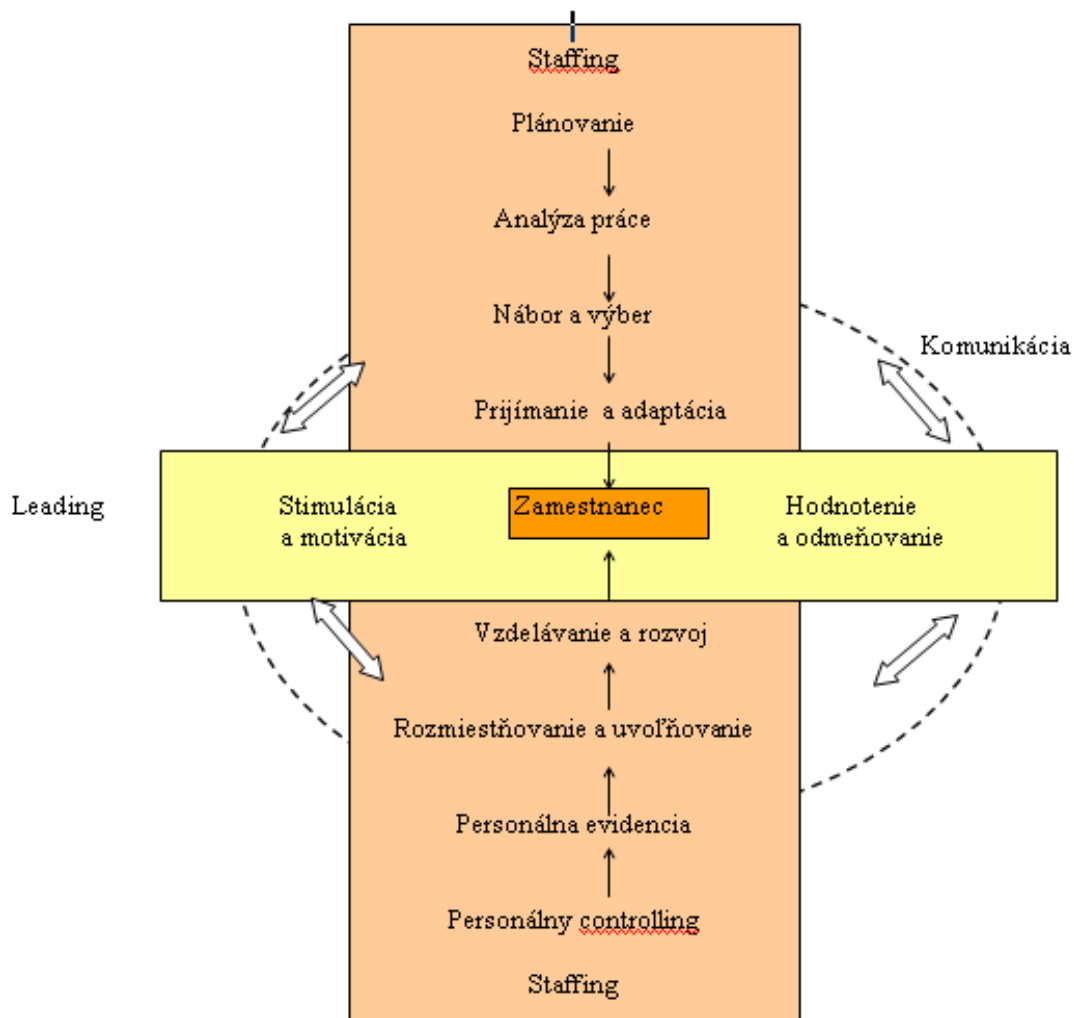 Staffing
Plánovanie
Analýza práce
Nábor a výber
Komunikácia
Prijímanie a adaptácia
Leading
Stimulácia
a motivácia
Zamestnanec
Hodnotenie
a odmeňovanie
Vzdelávanie a rozvoj
Rozmiestňovanie a uvoľňovanie
Personálna evidencia
Personálny controlling
Staffing